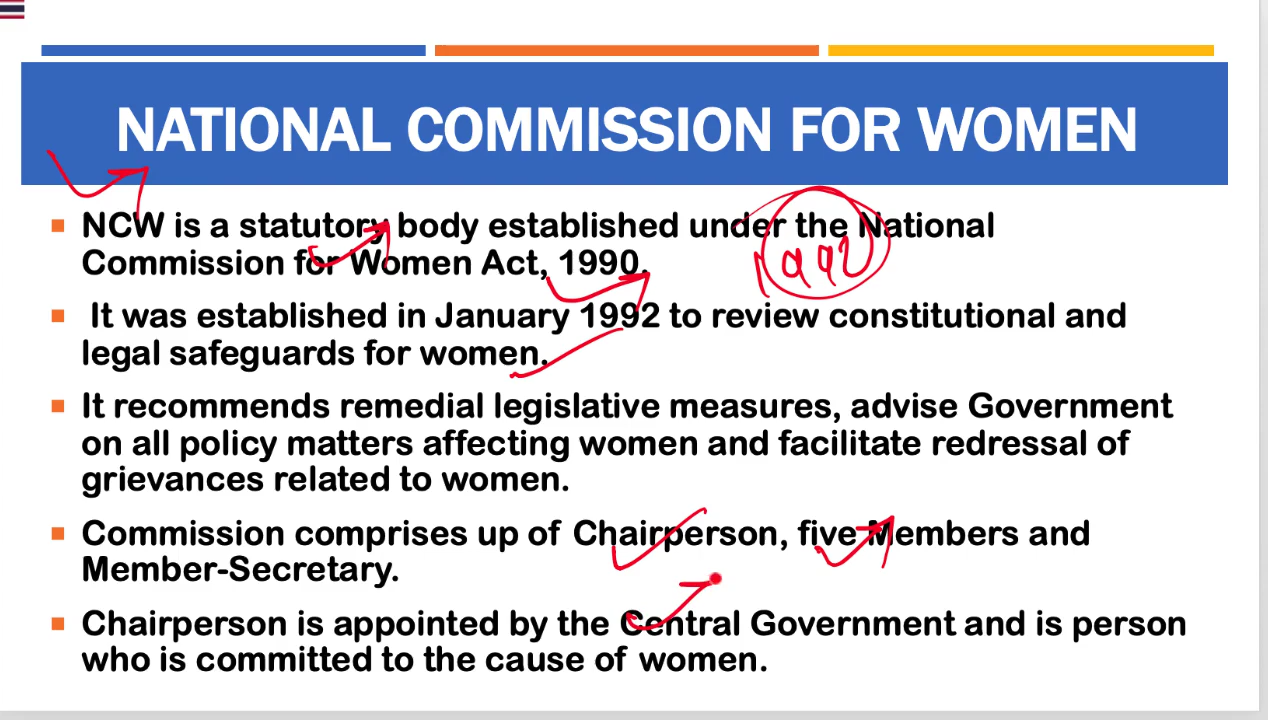 NATIONAL COMMISSION FOR WOMEN
NCW is a statutory body established under the National
Commission for Women Act, 1990.
1992
It was established in January 1992 to review constitutional and
legal safeguards for women.
It recommends remedial legislative measures, advise Government
on all policy matters affecting women and facilitate redressal of
grievances related to women.
Commission comprises up of Chairperson, five Members and
Member-Secretary.
Chairperson is appointed by the Central Government and is person
who is committed to the cause of women.